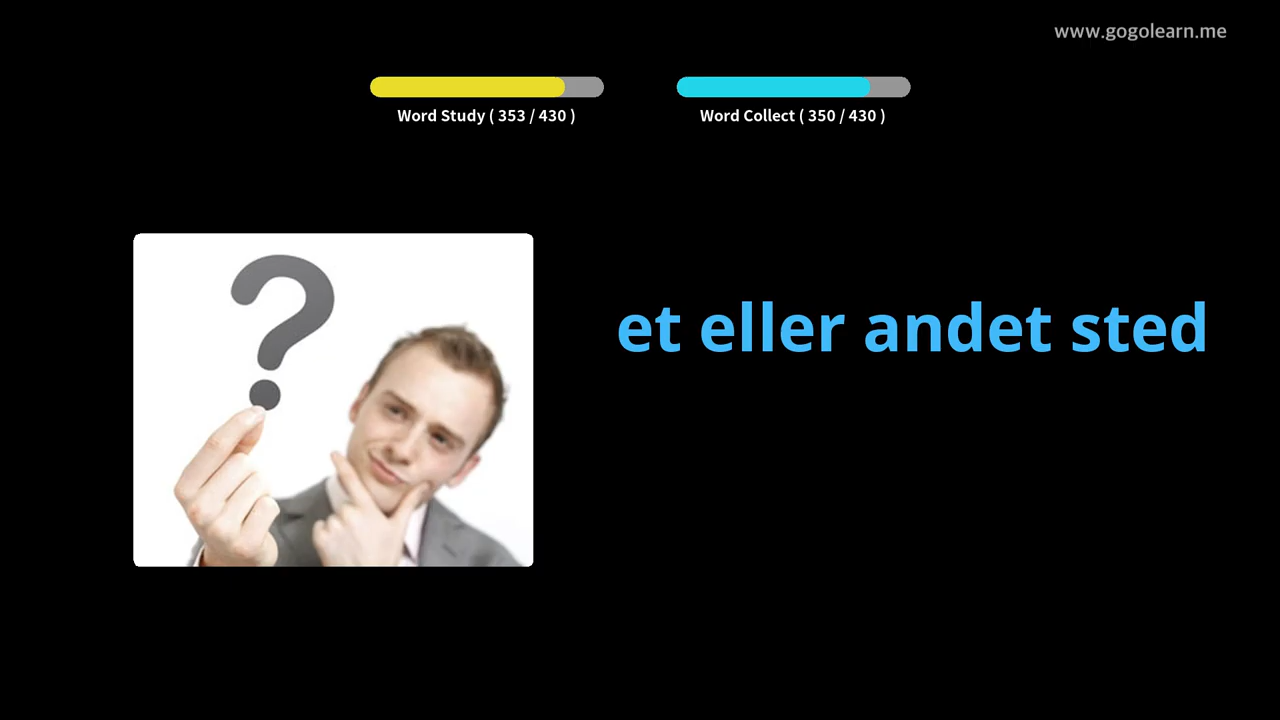 www.gogolearn.me
Word Study ( 353 / 430 )
Word Collect ( 350 / 430 )
?
et eller andet sted